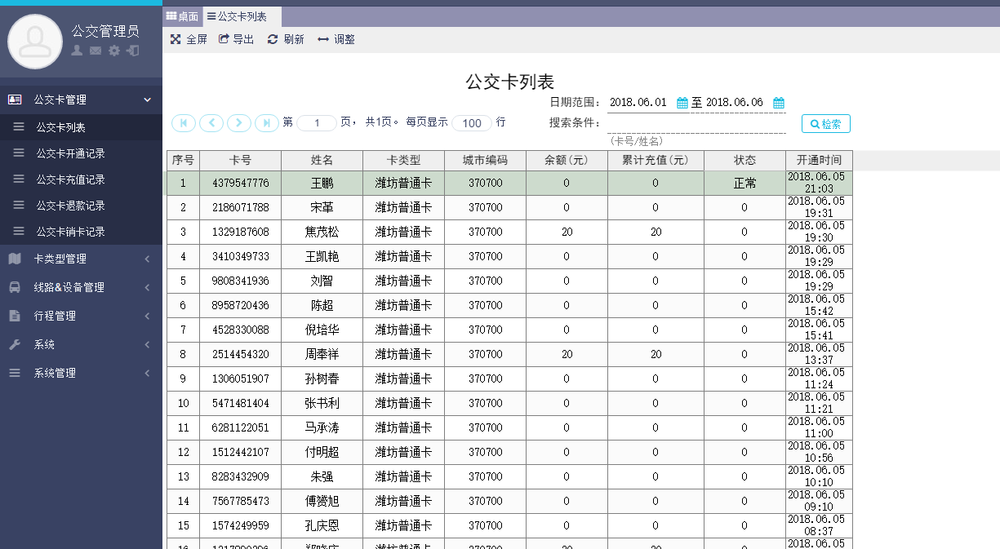 公交管理员
公交卡管理
公交卡列表
公交卡开通记录
公交卡充值记录
公交卡退款记录
公交卡销卡记录
卡类型管理
线路&设备管理
行程管理
系统
系统管理
桌面 公交卡列表
全屏 导出 刷新 调整
公交卡列表
日期范围： 2018.06.01 至 2018.06.06
第 1 页，共1页。每页显示 100 行
搜索条件： 检索
(卡号/姓名)
序号 卡号 姓名 卡类型 城市编码 余额(元) 累计充值(元) 状态 开通时间
1 4379547776 王鹏 潍坊普通卡 370700 0 0 正常 2018.06.05 21:03
2 2186071788 宋革 潍坊普通卡 370700 0 0 0 2018.06.05 19:31
3 1329187608 焦茂松 潍坊普通卡 370700 20 20 0 2018.06.05 19:30
4 3410349733 王凯艳 潍坊普通卡 370700 0 0 0 2018.06.05 19:29
5 9808341936 刘智 潍坊普通卡 370700 0 0 0 2018.06.05 19:29
6 8958720436 陈超 潍坊普通卡 370700 0 0 0 2018.06.05 15:42
7 4528330088 倪培华 潍坊普通卡 370700 0 0 0 2018.06.05 15:41
8 2514454320 周奉祥 潍坊普通卡 370700 20 20 0 2018.06.05 13:37
9 1306051907 孙树春 潍坊普通卡 370700 0 0 0 2018.06.05 11:24
10 5471481404 张书利 潍坊普通卡 370700 0 0 0 2018.06.05 11:21
11 6281122051 马承涛 潍坊普通卡 370700 0 0 0 2018.06.05 11:00
12 1512442107 付明超 潍坊普通卡 370700 0 0 0 2018.06.05 10:56
13 8283432909 朱强 潍坊普通卡 370700 0 0 0 2018.06.05 10:10
14 7567785473 傅赟旭 潍坊普通卡 370700 0 0 0 2018.06.05 09:10
15 1574249959 孔庆恩 潍坊普通卡 370700 0 0 0 2018.06.05 08:37
潍坊普通卡 370700 20 20 2018.06.05